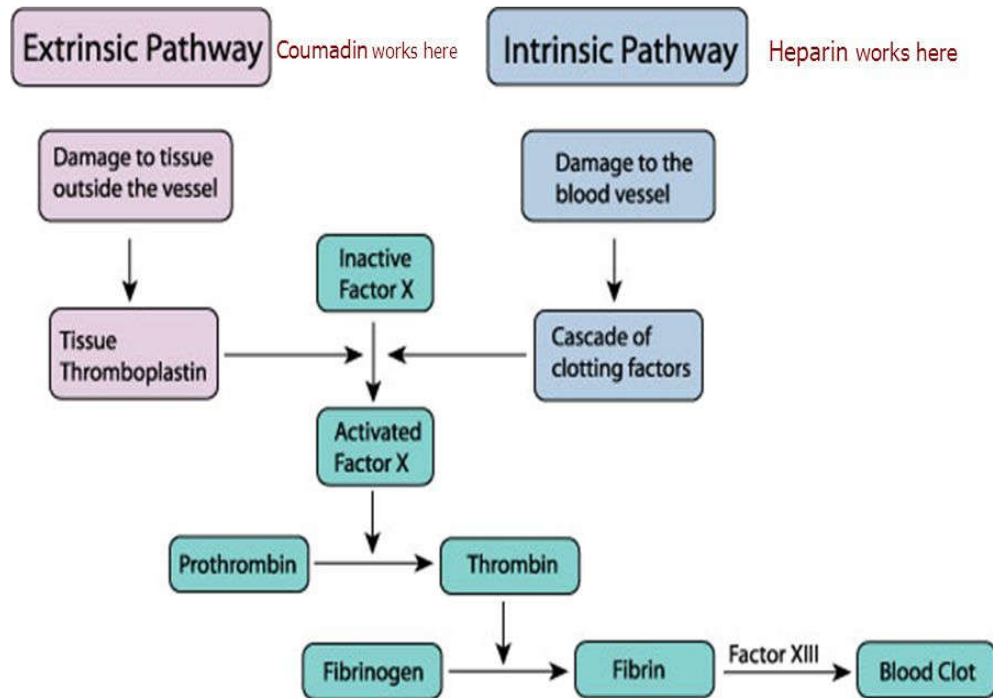 Extrinsic Pathway
Coumadin works here
Intrinsic Pathway
Heparin works here
Damage to tissue
outside the vessel
Damage to the
blood vessel
Inactive
Factor X
Tissue
Thromboplastin
Cascade of
clotting factors
Activated
Factor X
Prothrombin
Thrombin
Fibrinogen
Fibrin
Factor XIII
Blood Clot